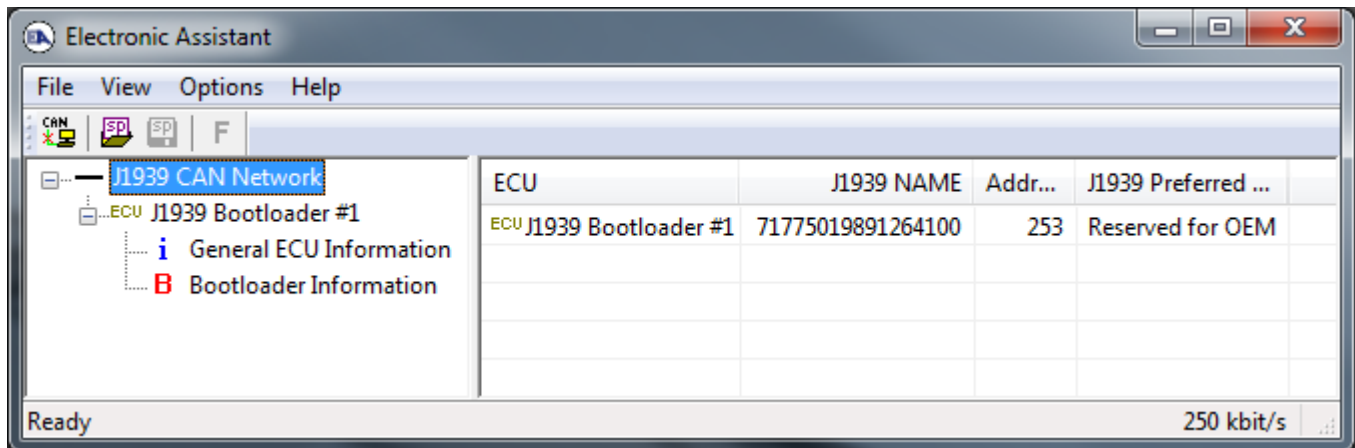 EA Electronic Assistant
File View Options Help
CAN SP SP F
J1939 CAN Network
ECU J1939 Bootloader #1
i General ECU Information
B Bootloader Information
ECU J1939 NAME Addr... J1939 Preferred ...
ECU J1939 Bootloader #1 71775019891264100 253 Reserved for OEM
Ready 250 kbit/s